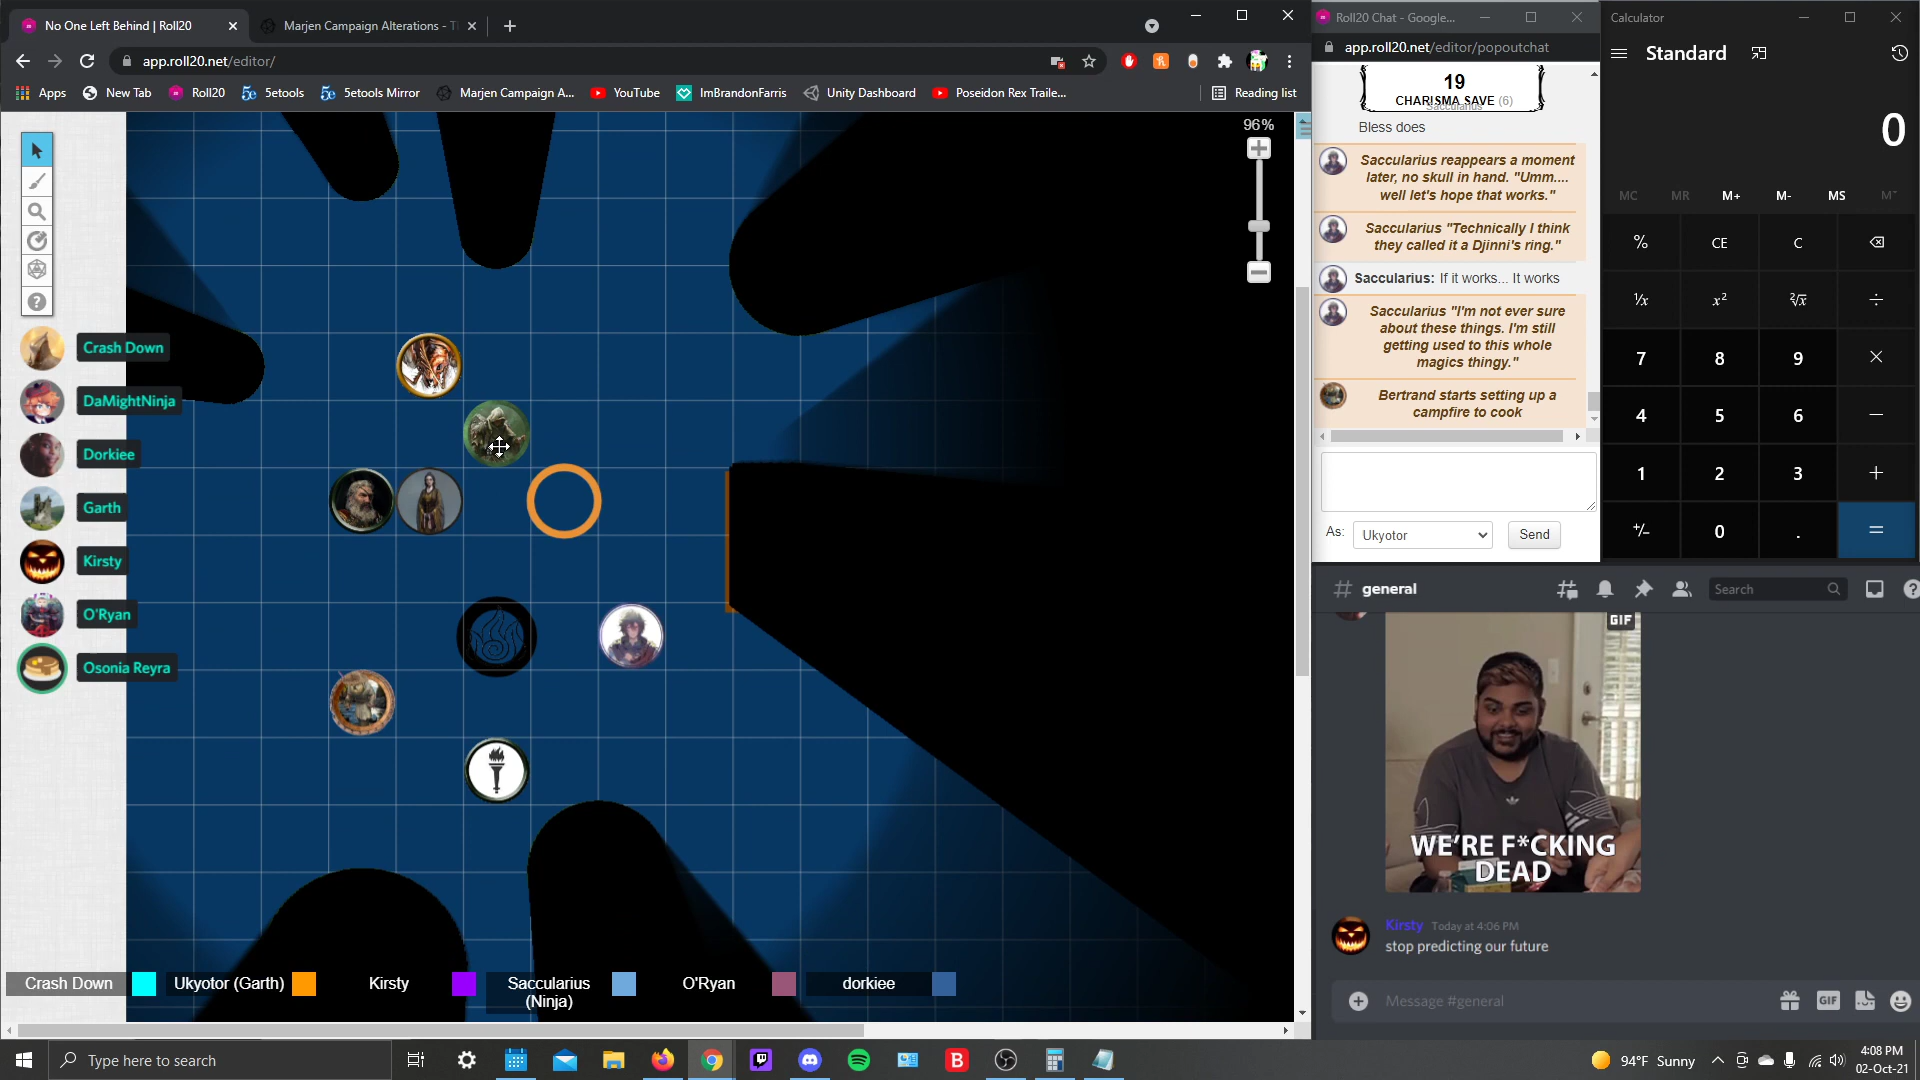 No One Left Behind | Roll20
Marjen Campaign Alterations - T
app.roll20.net/editor/
Apps
New Tab
Roll20
5etools
5etools Mirror
Marjen Campaign A...
YouTube
ImBrandonFarris
Unity Dashboard
Poseidon Rex Traile...
Reading list
96%
Crash Down
DaMightNinja
Dorkiee
Garth
Kirsty
O'Ryan
Osonia Reyra
Crash Down
Ukyotor (Garth)
Kirsty
Saccularius
(Ninja)
O'Ryan
dorkiee
Roll20 Chat - Google...
app.roll20.net/editor/popoutchat
19
CHARISMA SAVE (6)
Saccularius
Bless does
Saccularius reappears a moment
later, no skull in hand. "Umm....
well let's hope that works."
Saccularius "Technically I think
they called it a Djinni's ring."
Saccularius: If it works... It works
Saccularius "I'm not ever sure
about these things. I'm still
getting used to this whole
magics thingy."
Bertrand starts setting up a
campfire to cook
As:
Ukyotor
Send
Calculator
Standard
0
MC MR M+ M- MS M˅
% CE C
¹/x x² ²√x ÷
7 8 9 ×
4 5 6 −
1 2 3 +
+/- 0 . =
# general
Search
GIF
WE'RE F*CKING
DEAD
Kirsty Today at 4:06 PM
stop predicting our future
Message #general
GIF
Type here to search
94°F Sunny
4:08 PM
02-Oct-21